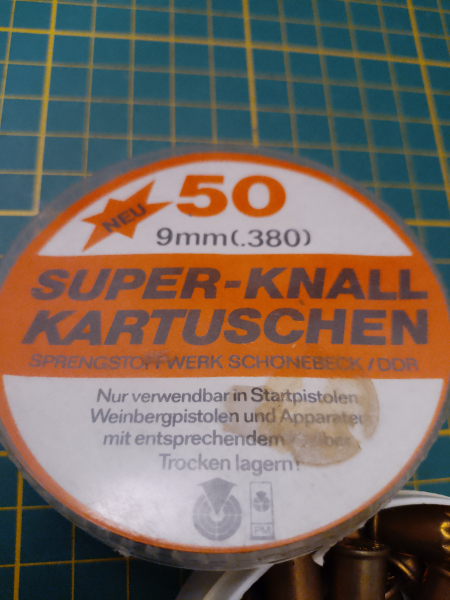 NEU
50
9mm(.380)
SUPER-KNALL
KARTUSCHEN
SPRENGSTOFFWERK SCHÖNEBECK / DDR
Nur verwendbar in Startpistolen
Weinbergpistolen und Apparaten
mit entsprechendem
Trocken lagern!